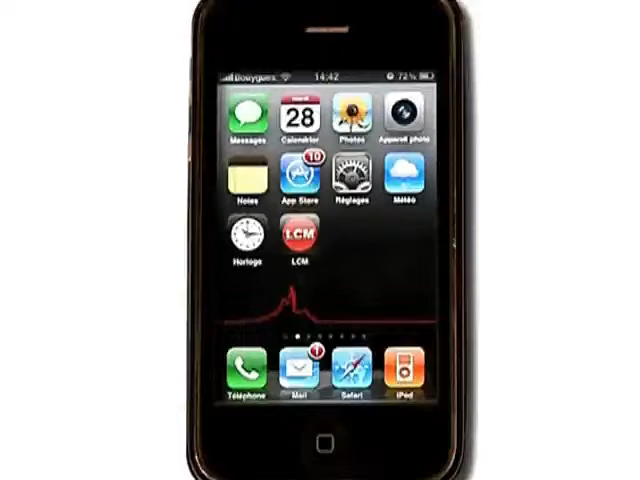 Bouygues 14:42 72%
28
Messages Calendrier Photos Appareil photo
10
Notes App Store Réglages Météo
LCM
Horloge LCM
1
Téléphone Mail Safari iPod